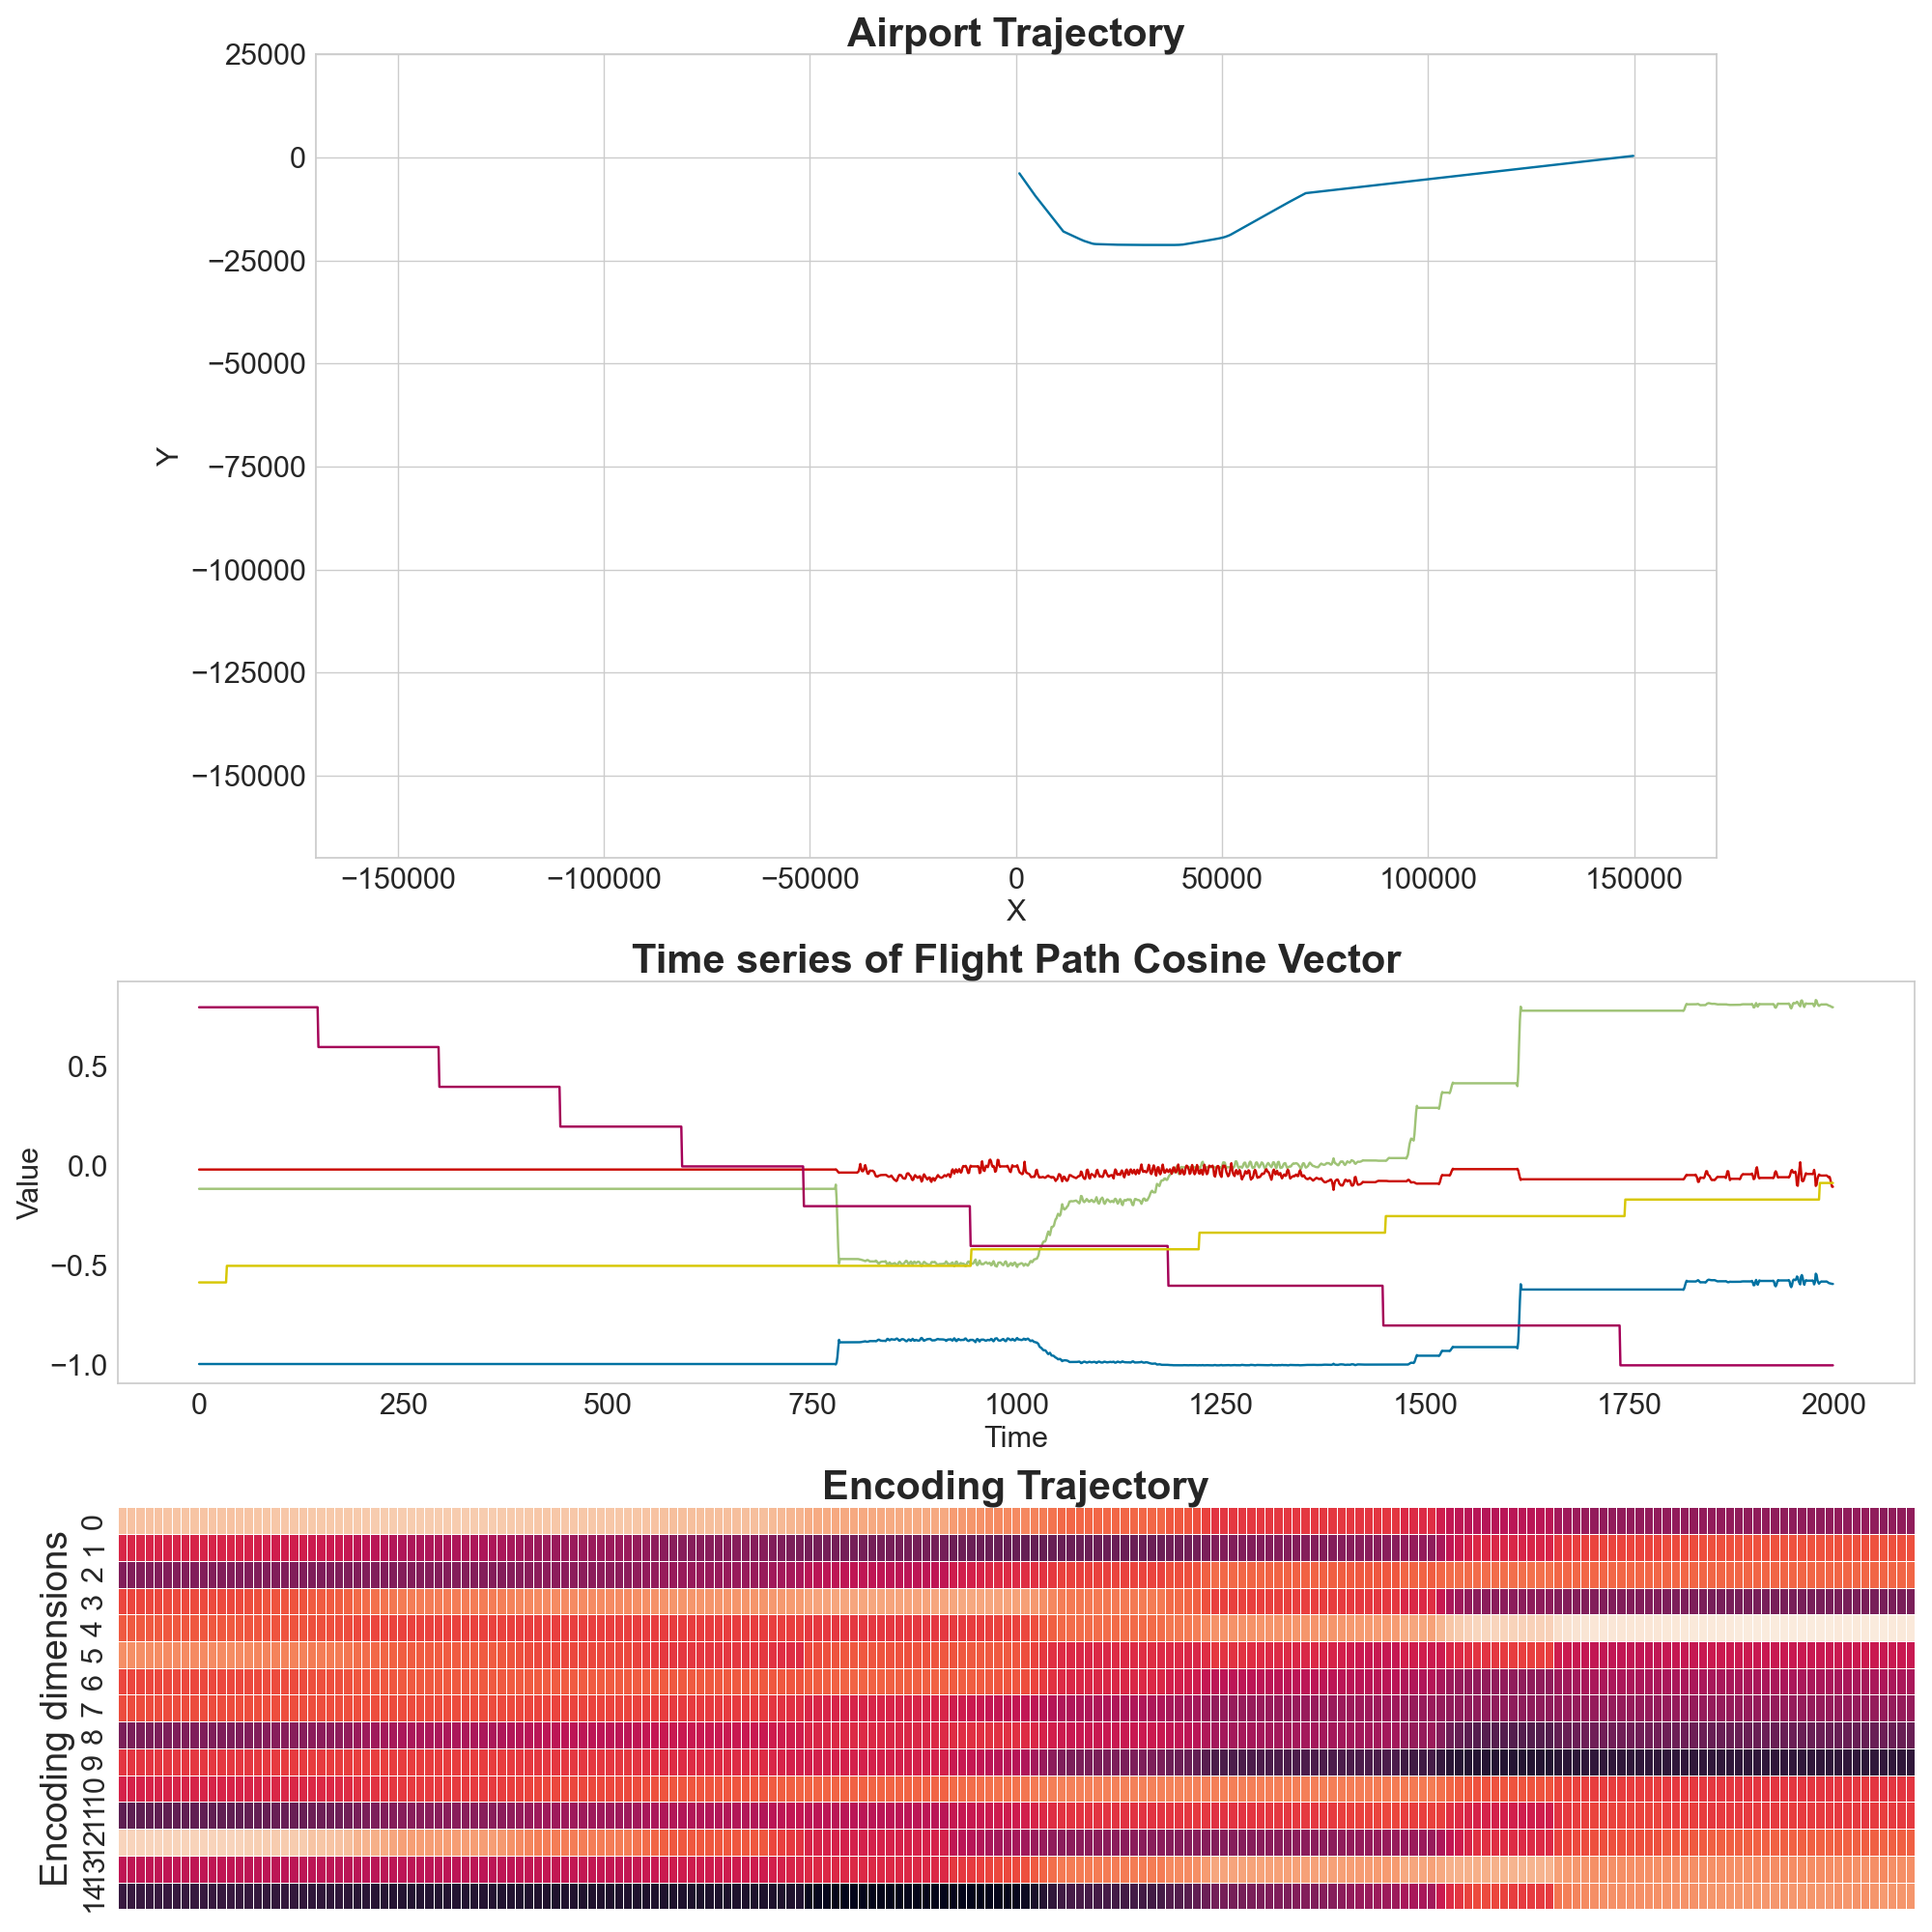 Airport Trajectory
25000
0
−25000
−50000
−75000
−100000
−125000
−150000
Y
−150000 −100000 −50000 0 50000 100000 150000
X
Time series of Flight Path Cosine Vector
0.5
0.0
−0.5
−1.0
Value
0 250 500 750 1000 1250 1500 1750 2000
Time
Encoding Trajectory
Encoding dimensions
0
1
2
3
4
5
6
7
8
9
10
11
12
13
14